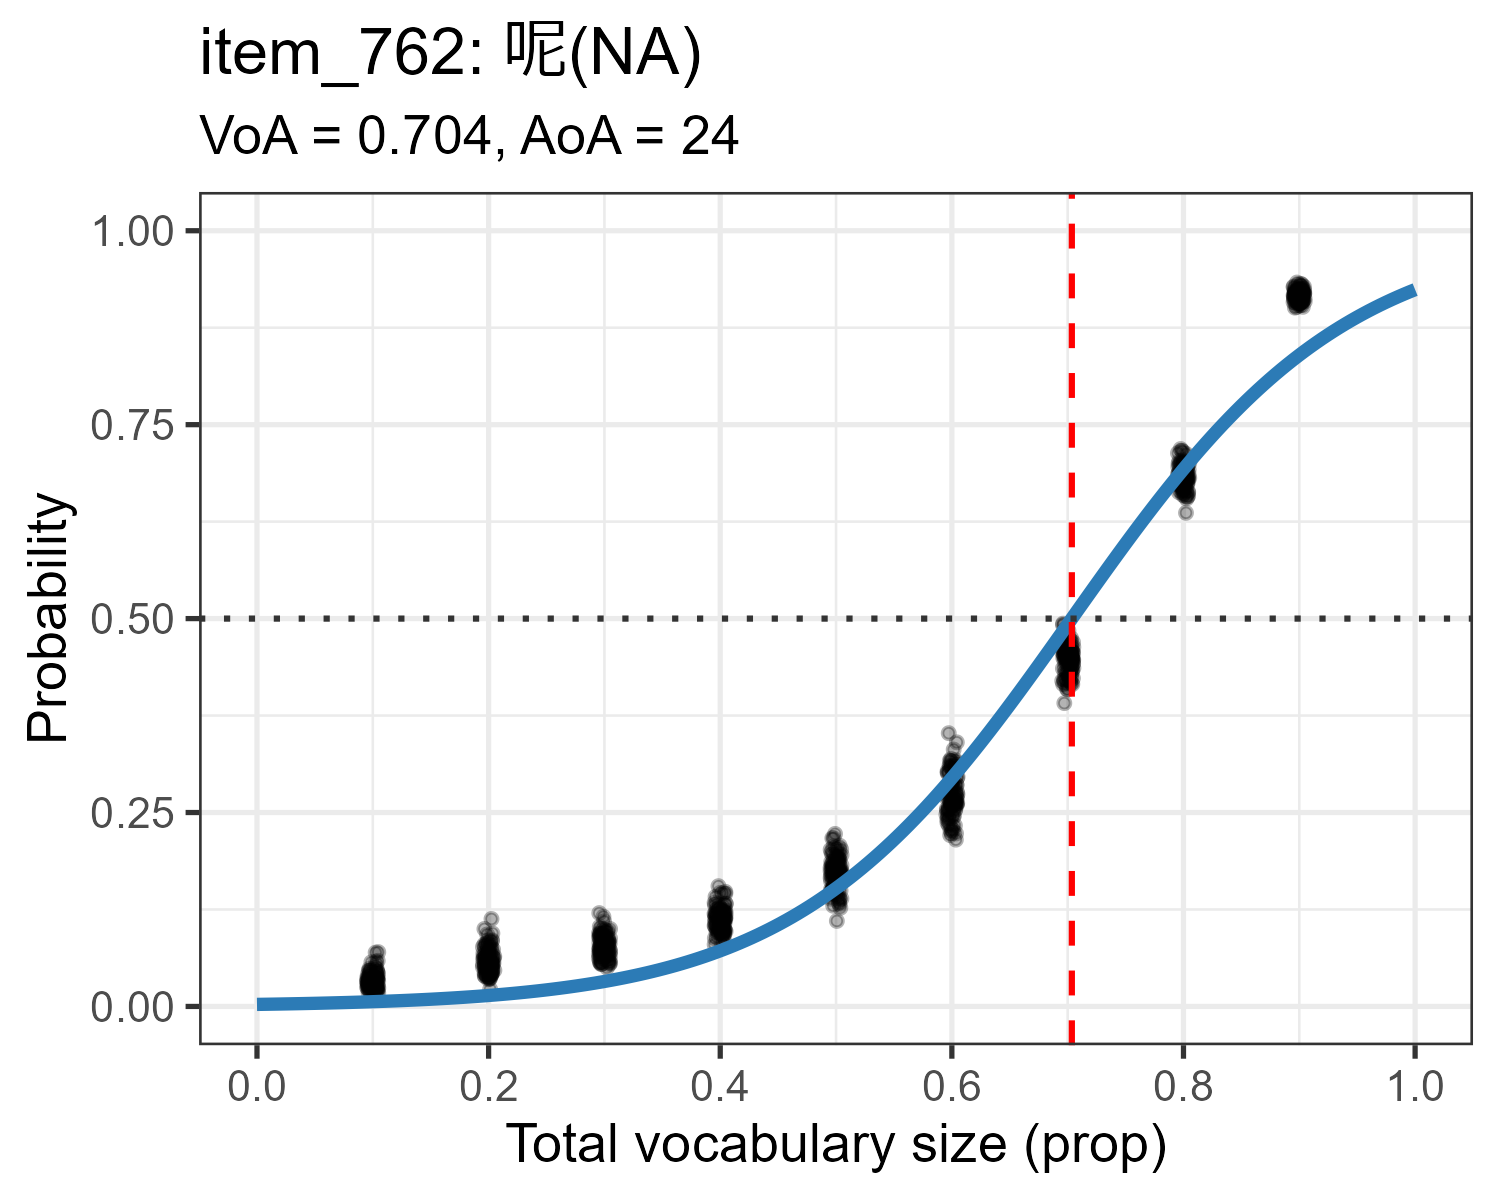 item_762: 呢(NA)
VoA = 0.704, AoA = 24
1.00
0.75
0.50
0.25
0.00
Probability
0.0 0.2 0.4 0.6 0.8 1.0
Total vocabulary size (prop)